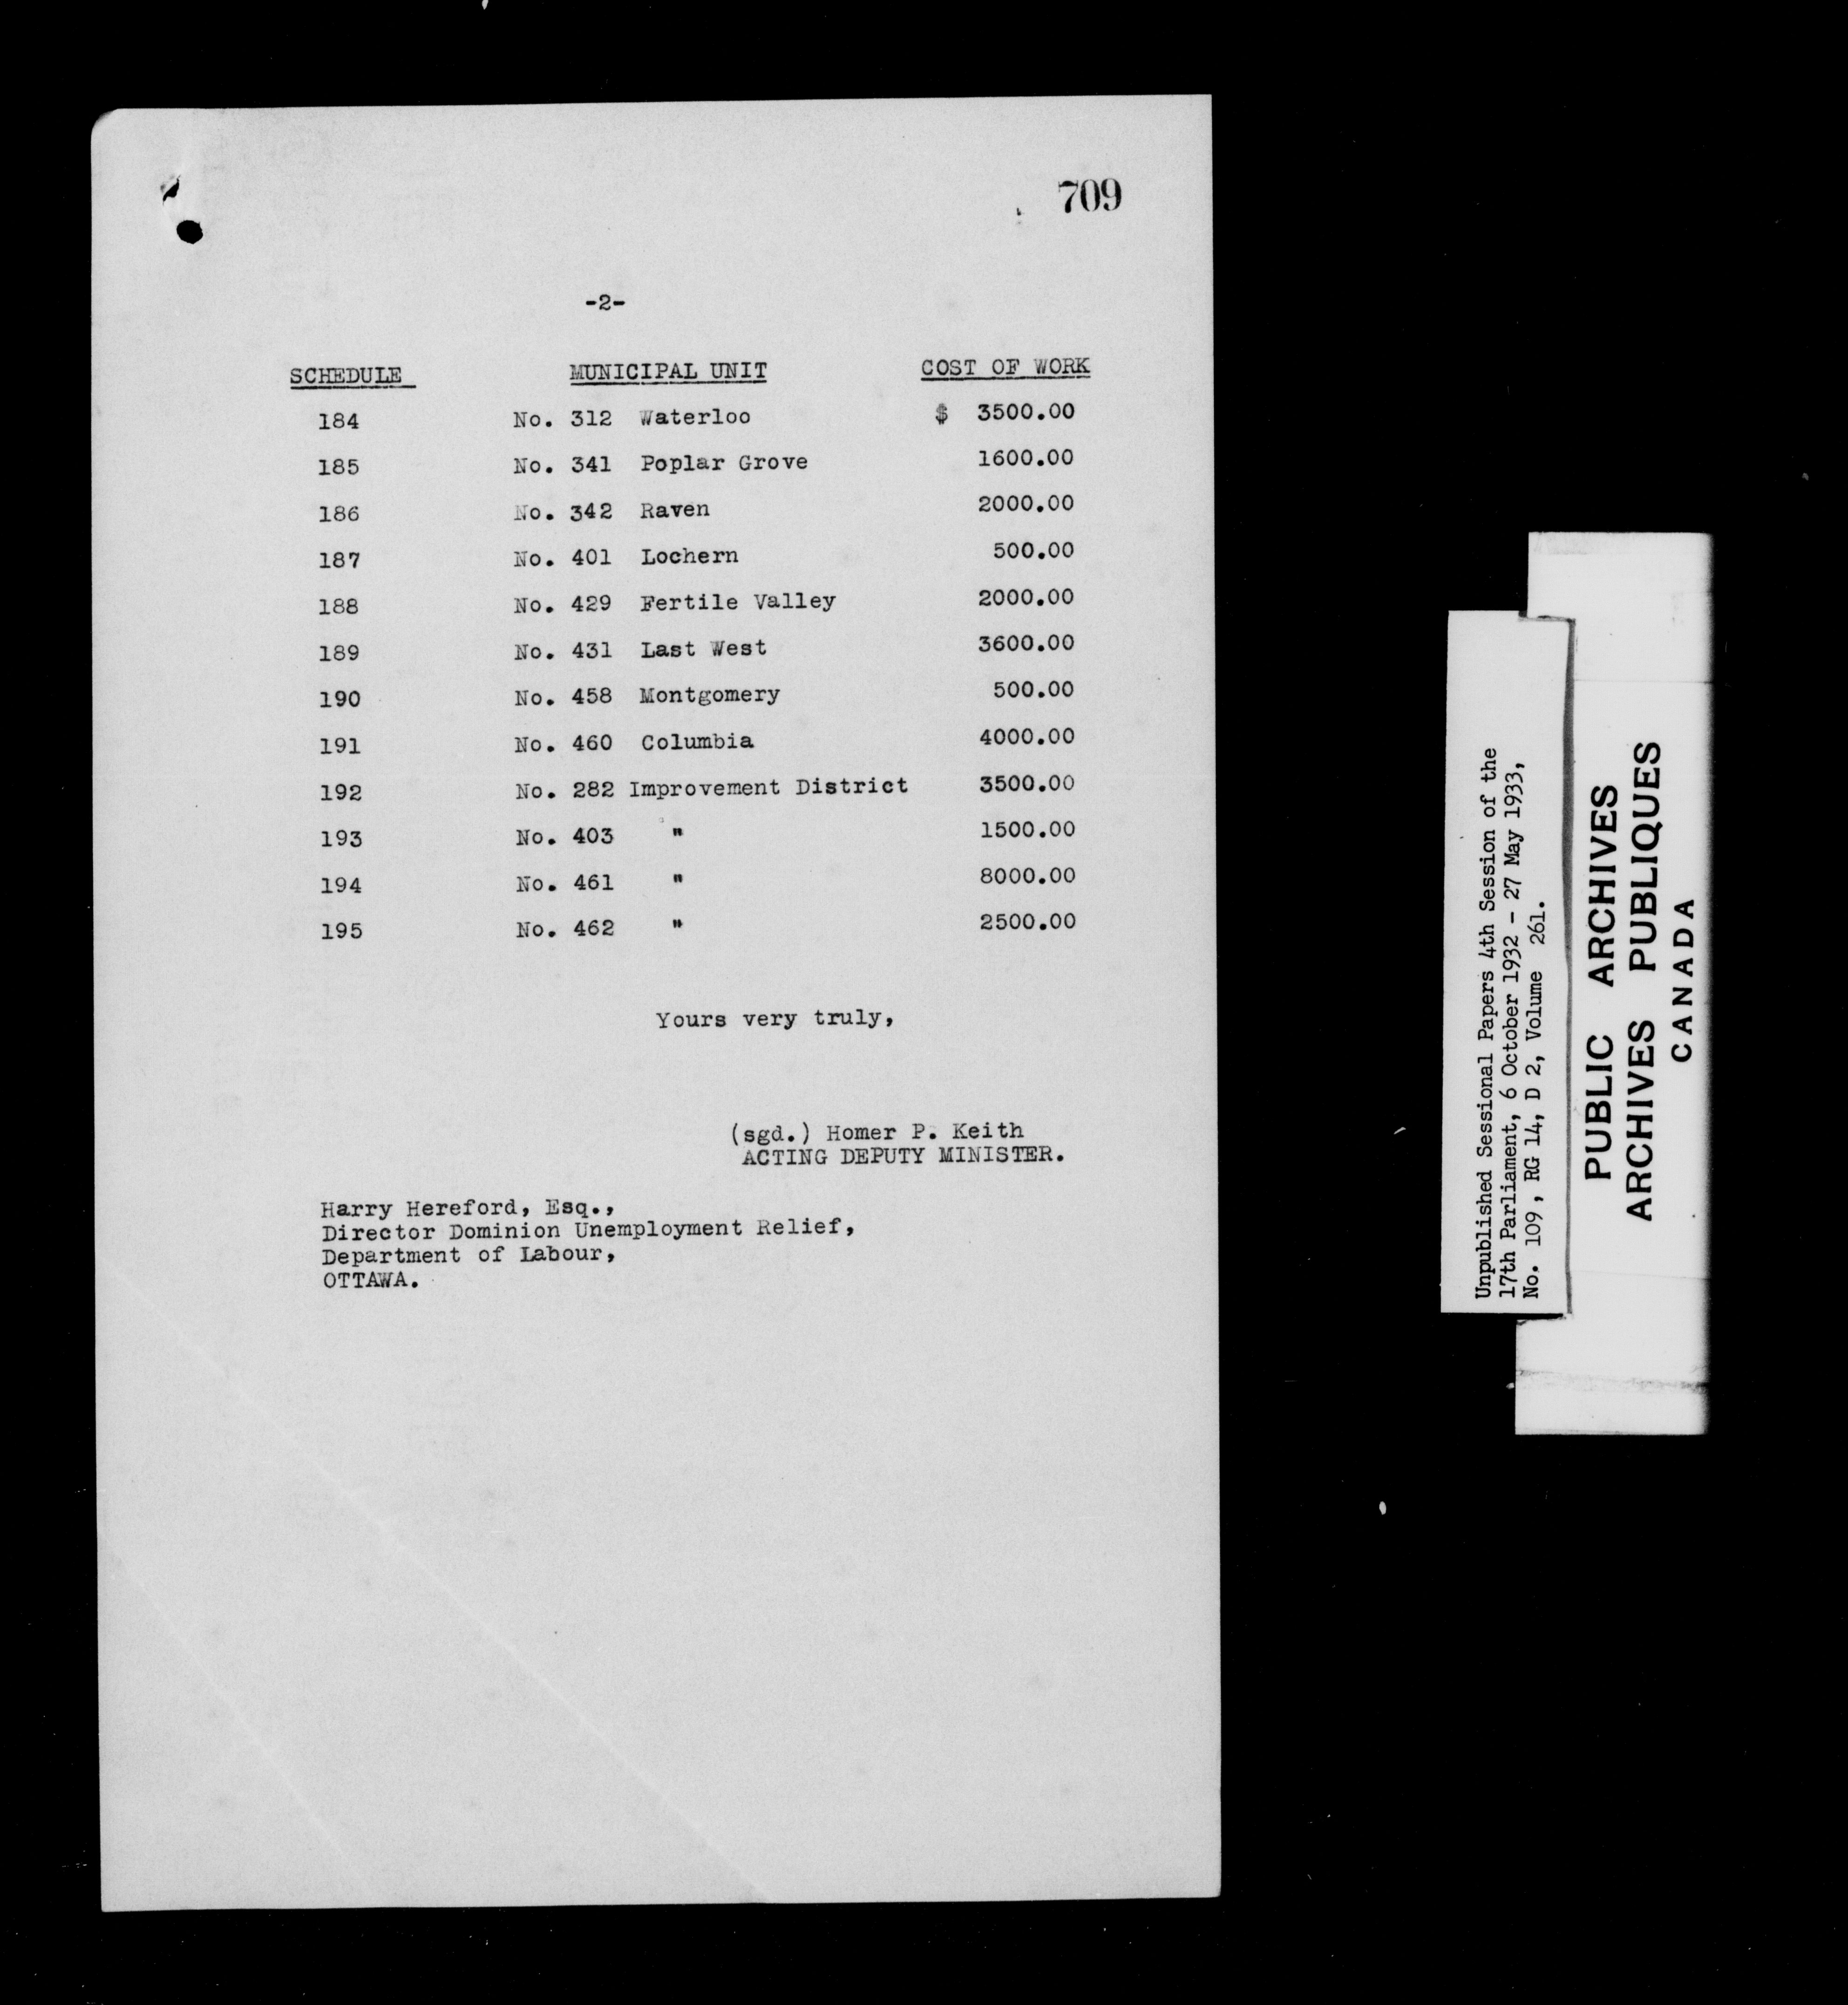 709
-2-
SCHEDULE MUNICIPAL UNIT COST OF WORK
184 No. 312 Waterloo $ 3500.00
185 No. 341 Poplar Grove 1600.00
186 No. 342 Raven 2000.00
187 No. 401 Lochern 500.00
188 No. 429 Fertile Valley 2000.00
189 No. 431 Last West 3600.00
190 No. 458 Montgomery 500.00
191 No. 460 Columbia 4000.00
192 No. 282 Improvement District 3500.00
193 No. 403 " 1500.00
194 No. 461 " 8000.00
195 No. 462 " 2500.00
Yours very truly,
(sgd.) Homer P. Keith
ACTING DEPUTY MINISTER.
Harry Hereford, Esq.,
Director Dominion Unemployment Relief,
Department of Labour,
OTTAWA.
Unpublished Sessional Papers 4th Session of the
17th Parliament, 6 October 1932 - 27 May 1933,
No. 109, RG 14, D 2, Volume 261.
PUBLIC ARCHIVES
ARCHIVES PUBLIQUES
CANADA